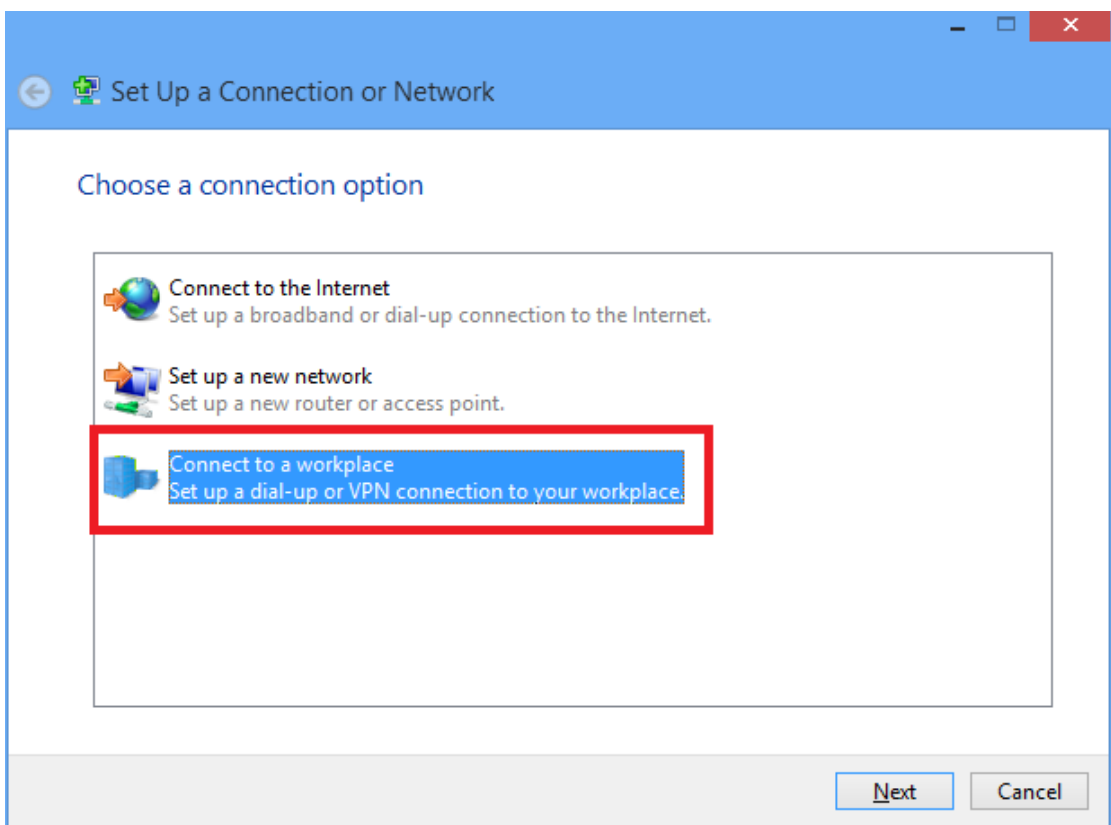 Set Up a Connection or Network
Choose a connection option
Connect to the Internet
Set up a broadband or dial-up connection to the Internet.
Set up a new network
Set up a new router or access point.
Connect to a workplace
Set up a dial-up or VPN connection to your workplace.
Next
Cancel